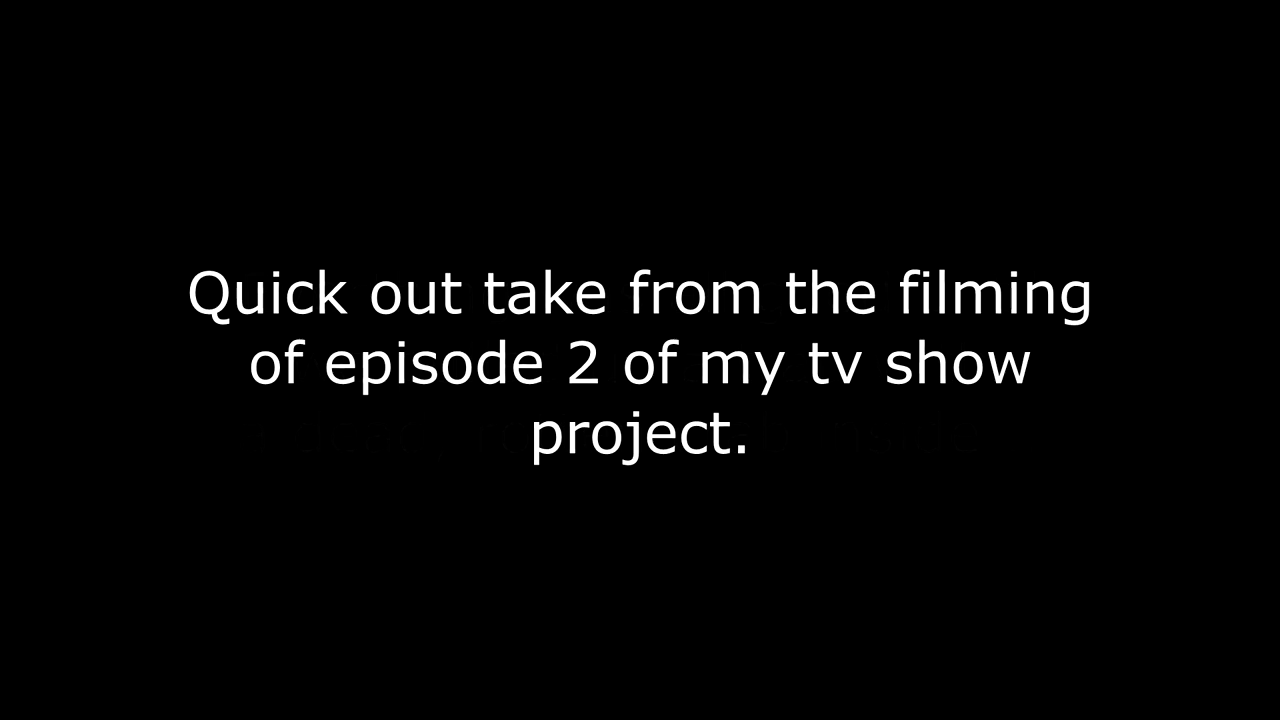 Quick out take from the filming
of episode 2 of my tv show
project.